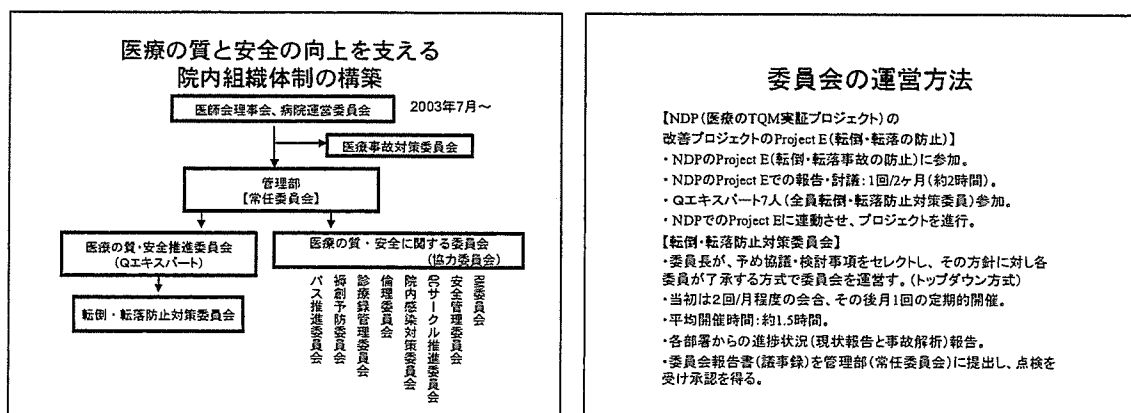 医療の質と安全の向上を支える
院内組織体制の構築
医師会理事会、病院運営委員会
2003年7月～
医療事故対策委員会
管理部
【常任委員会】
医療の質・安全推進委員会
(Qエキスパート)
医療の質・安全に関する委員会
(協力委員会)
転倒・転落防止対策委員会
パス推進委員会
褥創予防委員会
診療録管理委員会
倫理委員会
院内感染対策委員会
QCサークル推進委員会
安全管理委員会
RM委員会
委員会の運営方法
【NDP(医療のTQM実証プロジェクト)の
改善プロジェクトのProject E(転倒・転落の防止)】
・NDPのProject E(転倒・転落事故の防止)に参加。
・NDPのProject Eでの報告・討議：1回/2ヶ月(約2時間)。
・Qエキスパート7人(全員転倒・転落防止対策委員)参加。
・NDPでのProject Eに連動させ、プロジェクトを進行。
【転倒・転落防止対策委員会】
・委員長が、予め協議・検討事項をセレクトし、その方針に対し各
委員が了承する方式で委員会を運営す。(トップダウン方式)
・当初は2回/月程度の会合、その後月1回の定期的開催。
・平均開催時間：約1.5時間。
・各部署からの進捗状況(現状報告と事故解析)報告。
・委員会報告書(議事録)を管理部(常任委員会)に提出し、点検を
受け承認を得る。